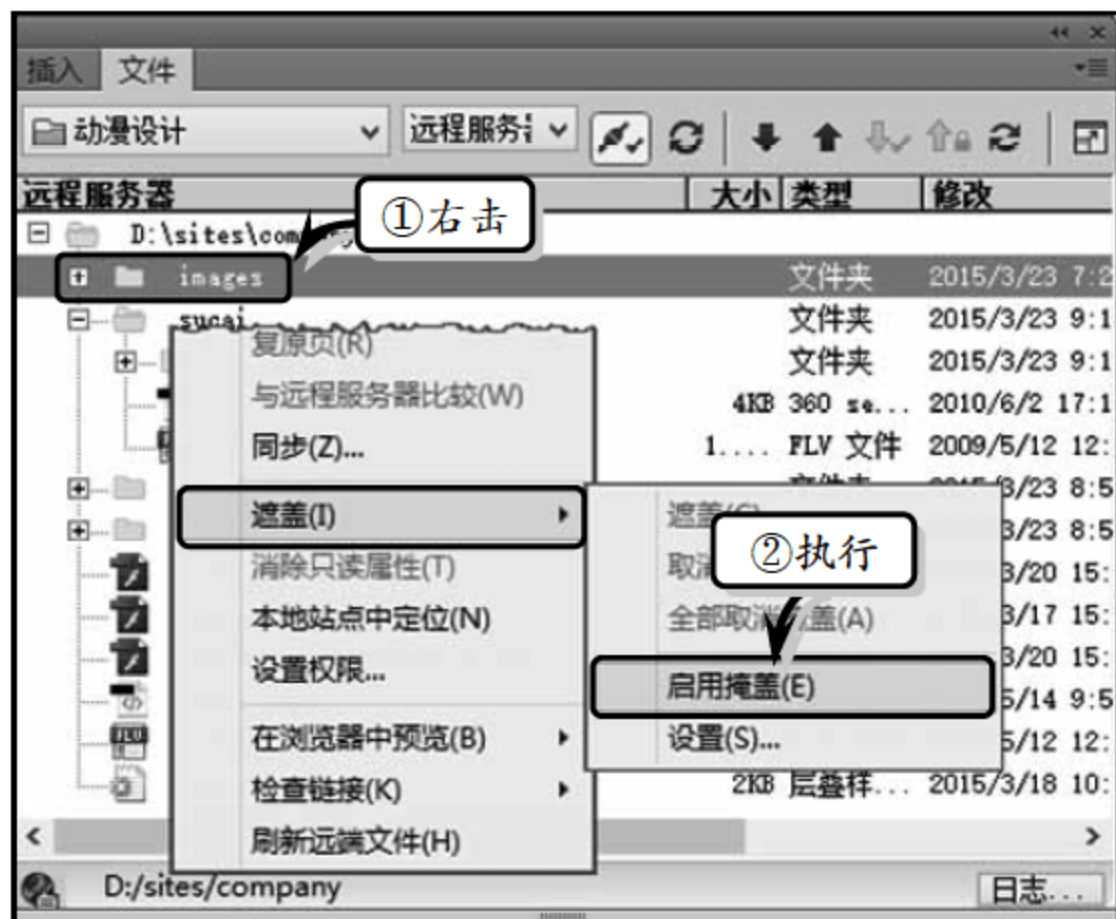 插入 文件
动漫设计 远程服务
远程服务器 大小 类型 修改
①右击
D:\sites\com
images 文件夹 2015/3/23 7:2
sucai 文件夹 2015/3/23 9:1
文件夹 2015/3/23 9:1
4KB 360 se... 2010/6/2 17:1
1.... FLV 文件 2009/5/12 12:
/23 8:5
3/23 8:5
3/20 15:
3/17 15:
3/20 15:
5/14 9:5
5/12 12:
2KB 层叠样... 2015/3/18 10:
复原页(R)
与远程服务器比较(W)
同步(Z)...
遮盖(I)
消除只读属性(T)
本地站点中定位(N)
设置权限...
在浏览器中预览(B)
检查链接(K)
刷新远端文件(H)
遮盖
②执行
取消
全部取消 盖(A)
启用掩盖(E)
设置(S)...
D:/sites/company 日志...